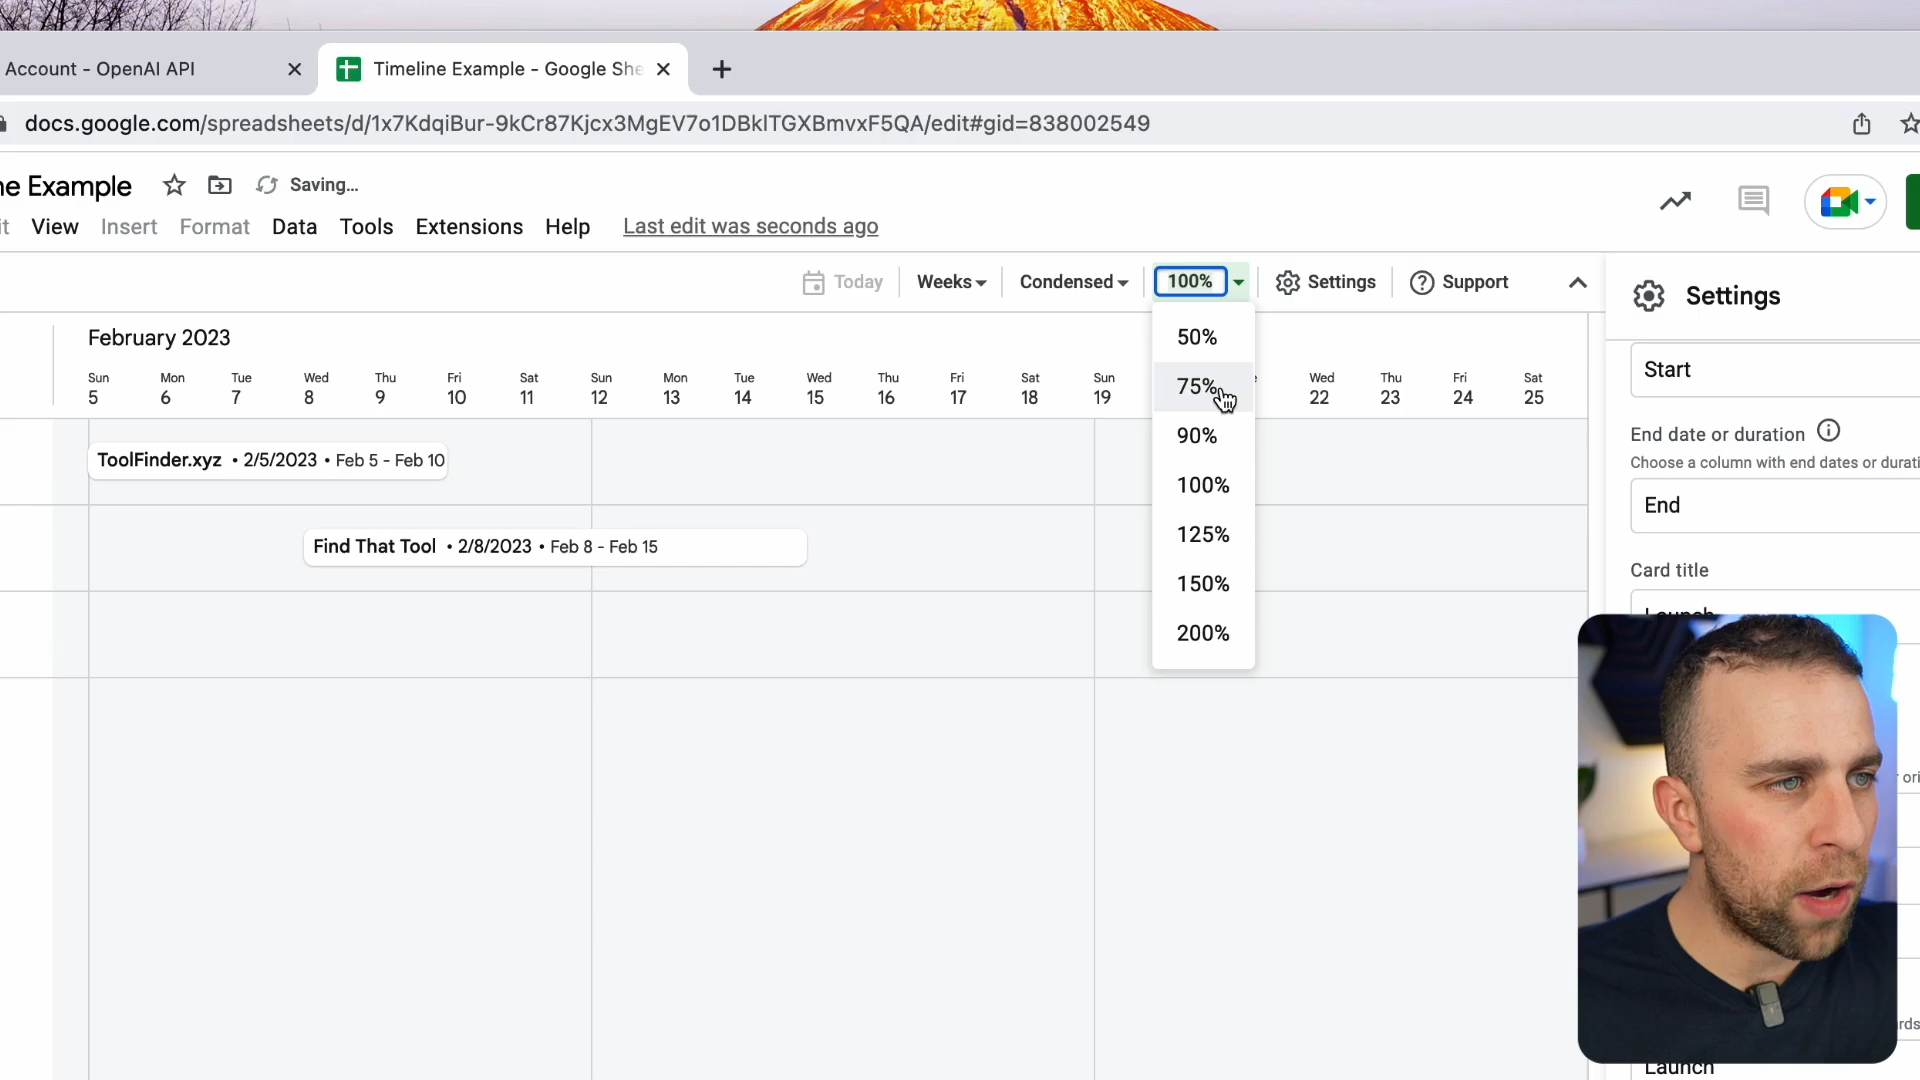 Account - OpenAI API
Timeline Example - Google She
docs.google.com/spreadsheets/d/1x7KdqiBur-9kCr87Kjcx3MgEV7o1DBklTGXBmvxF5QA/edit#gid=838002549
ne Example
Saving...
it View Insert Format Data Tools Extensions Help Last edit was seconds ago
Today Weeks Condensed 100% Settings Support
Settings
50%
75%
90%
100%
125%
150%
200%
February 2023
Sun Mon Tue Wed Thu Fri Sat Sun Mon Tue Wed Thu Fri Sat Sun Wed Thu Fri Sat
5 6 7 8 9 10 11 12 13 14 15 16 17 18 19 22 23 24 25
ToolFinder.xyz • 2/5/2023 • Feb 5 - Feb 10
Find That Tool • 2/8/2023 • Feb 8 - Feb 15
Start
End date or duration
Choose a column with end dates or durati
End
Card title
Launch
or ori
rds
Launch